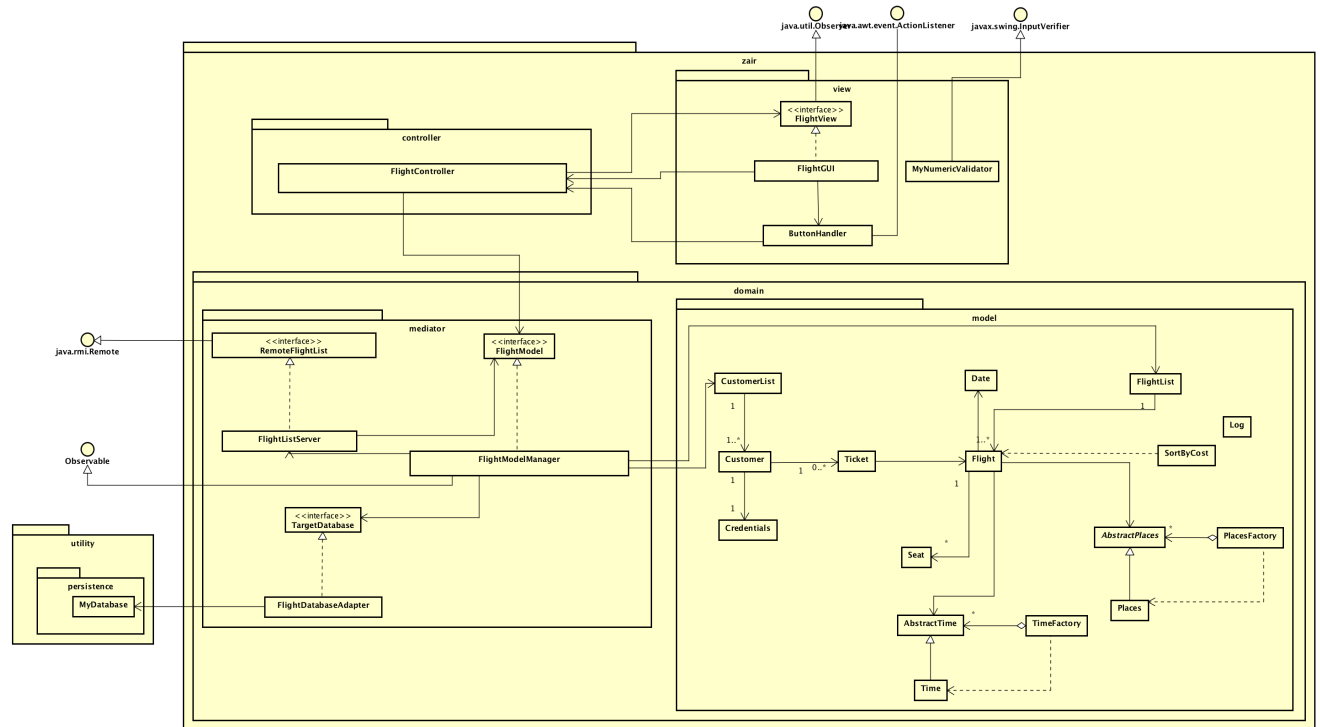 java.util.Observer
java.awt.event.ActionListener
javax.swing.InputVerifier
zair
view
<<interface>>
FlightView
controller
FlightController
FlightGUI
MyNumericValidator
ButtonHandler
domain
mediator
model
<<interface>>
RemoteFlightList
<<interface>>
FlightModel
java.rmi.Remote
CustomerList
Date
FlightList
1
1
Log
FlightListServer
1..*
1..*
Observable
FlightModelManager
Customer
1
0..*
Ticket
Flight
SortByCost
1
1
<<interface>>
TargetDatabase
1
Credentials
AbstractPlaces
*
PlacesFactory
utility
Seat
*
persistence
MyDatabase
FlightDatabaseAdapter
Places
AbstractTime
*
TimeFactory
Time